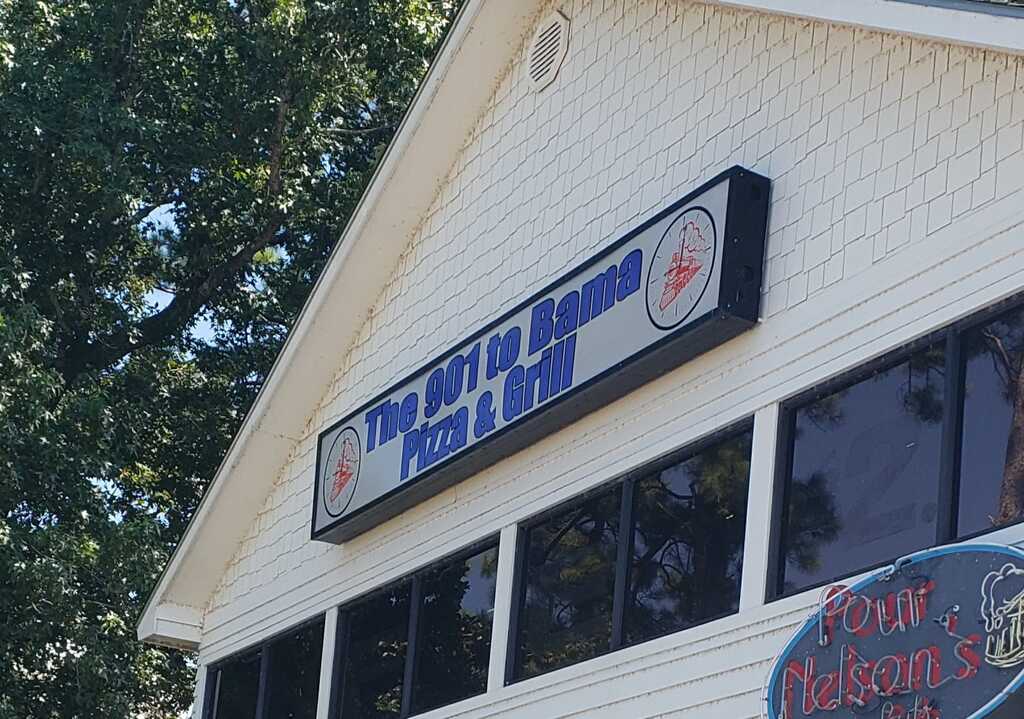 The 901 to Bama
Pizza & Grill
Pour
Nelson's